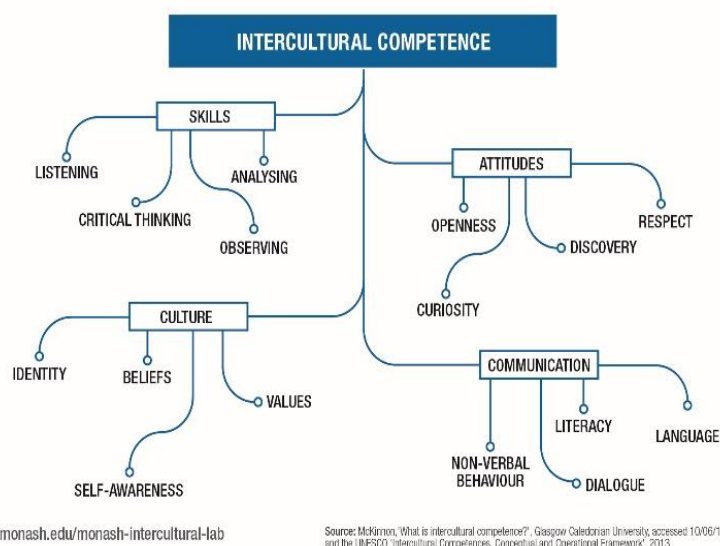 INTERCULTURAL COMPETENCE
SKILLS
LISTENING
CRITICAL THINKING
OBSERVING
ANALYSING
ATTITUDES
OPENNESS
CURIOSITY
DISCOVERY
RESPECT
CULTURE
IDENTITY
BELIEFS
SELF-AWARENESS
VALUES
COMMUNICATION
NON-VERBAL
BEHAVIOUR
DIALOGUE
LITERACY
LANGUAGE
monash.edu/monash-intercultural-lab
Source: McKinnon, 'What is intercultural competence?', Glasgow Caledonian University, accessed 10/06/1
and the UNESCO 'Intercultural Competences, Conceptual and Operational Framework', 2013